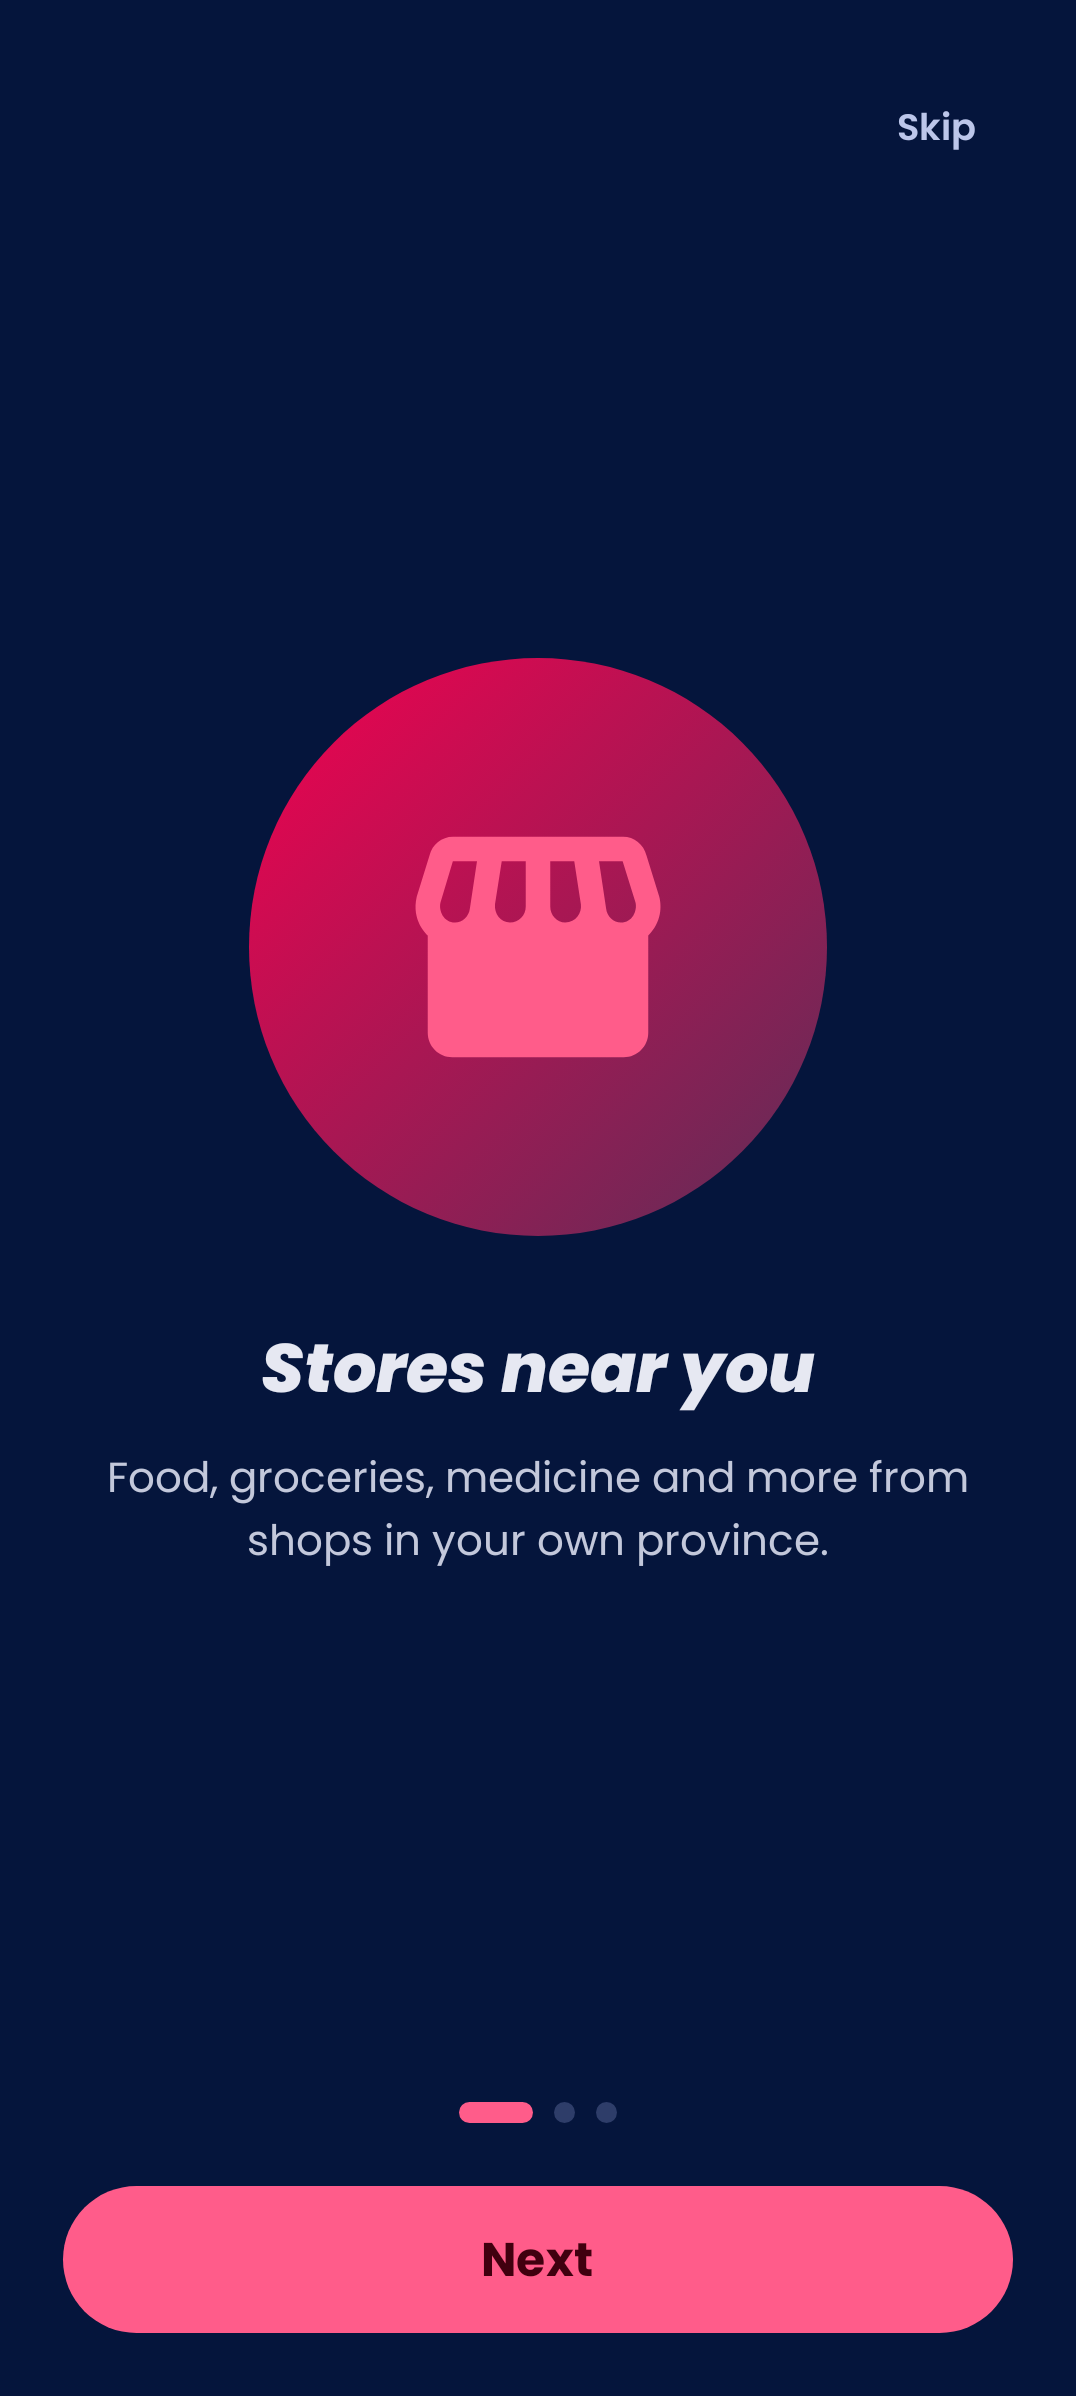 Skip
Stores near you
Food, groceries, medicine and more from
shops in your own province.
Next